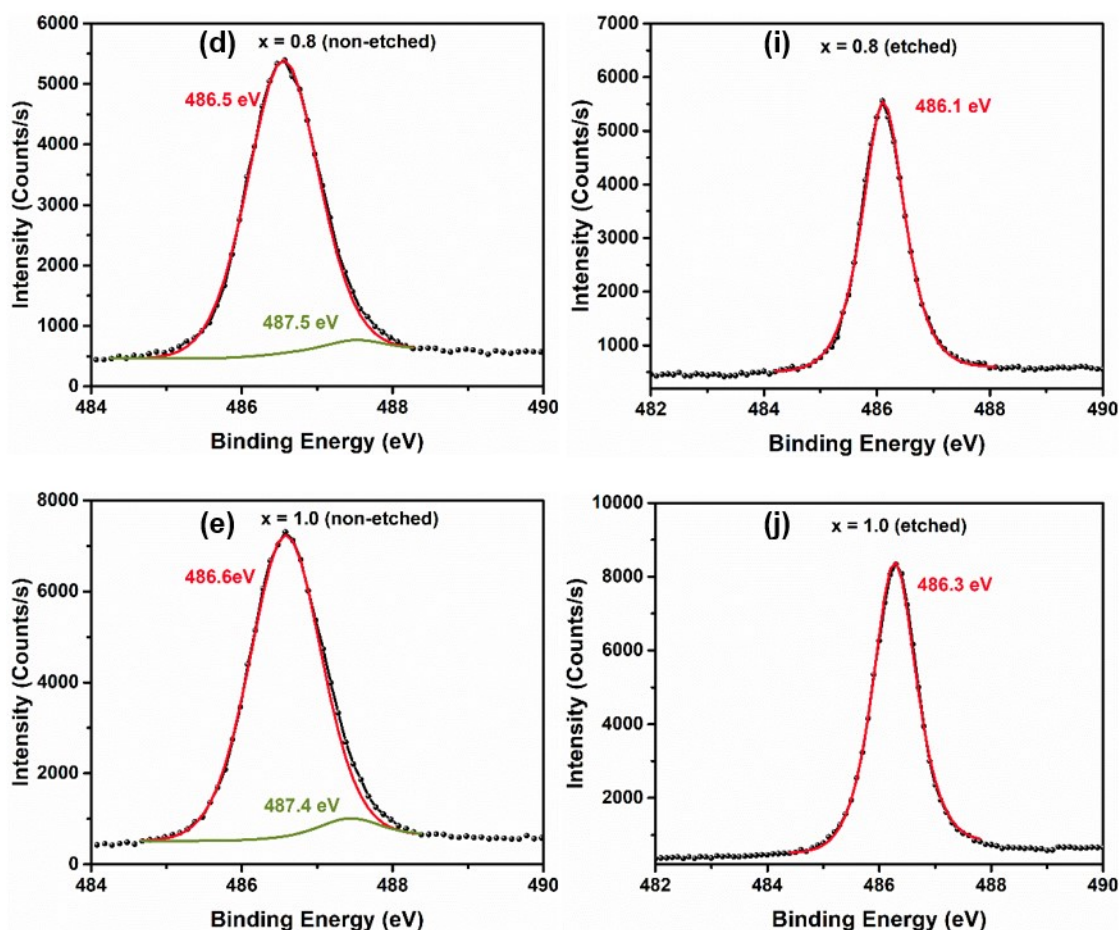 (d) x = 0.8 (non-etched)
486.5 eV
487.5 eV
Intensity (Counts/s)
6000
5000
4000
3000
2000
1000
0
484 486 488 490
Binding Energy (eV)
(i) x = 0.8 (etched)
486.1 eV
Intensity (Counts/s)
7000
6000
5000
4000
3000
2000
1000
482 484 486 488 490
Binding Energy (eV)
(e) x = 1.0 (non-etched)
486.6eV
487.4 eV
Intensity (Counts/s)
8000
6000
4000
2000
0
484 486 488 490
Binding Energy (eV)
(j) x = 1.0 (etched)
486.3 eV
Intensity (Counts/s)
10000
8000
6000
4000
2000
482 484 486 488 490
Binding Energy (eV)